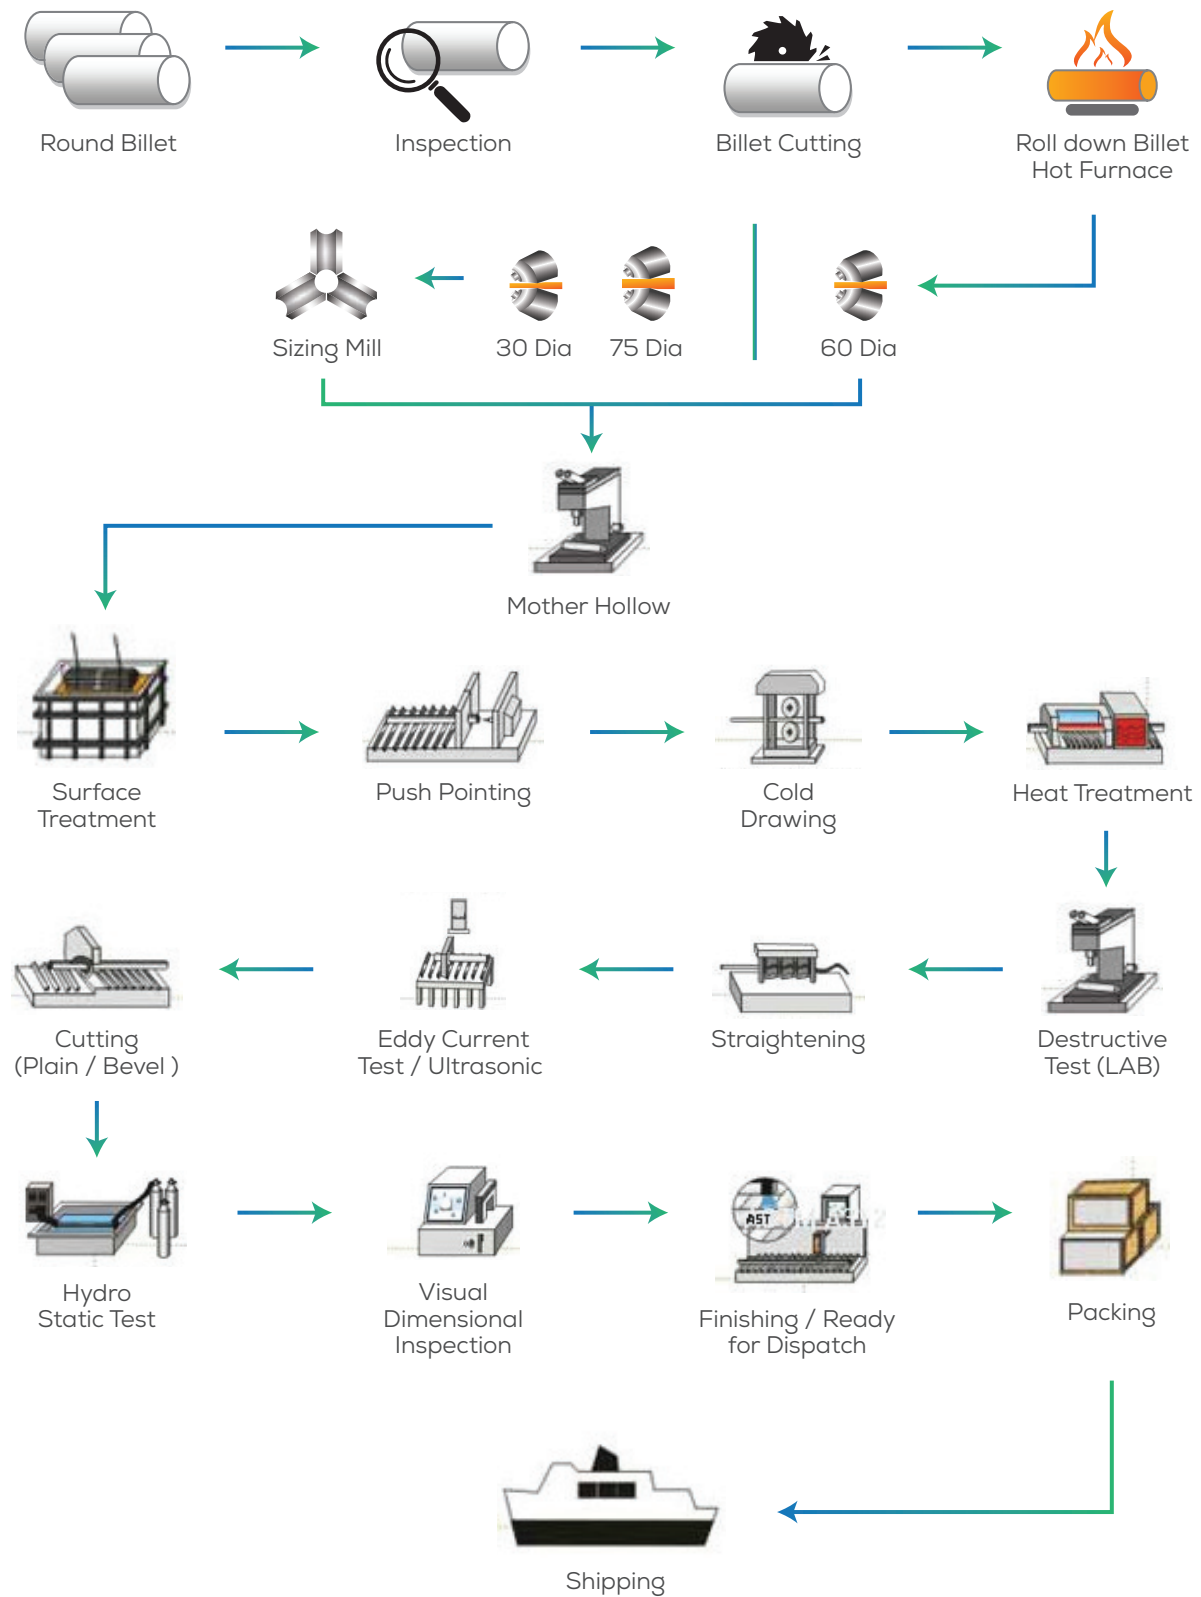 Round Billet
Inspection
Billet Cutting
Roll down Billet
Hot Furnace
Sizing Mill
30 Dia
75 Dia
60 Dia
Mother Hollow
Surface
Treatment
Push Pointing
Cold
Drawing
Heat Treatment
Cutting
(Plain / Bevel )
Eddy Current
Test / Ultrasonic
Straightening
Destructive
Test (LAB)
AST
Hydro
Static Test
Visual
Dimensional
Inspection
Finishing / Ready
for Dispatch
Packing
Shipping